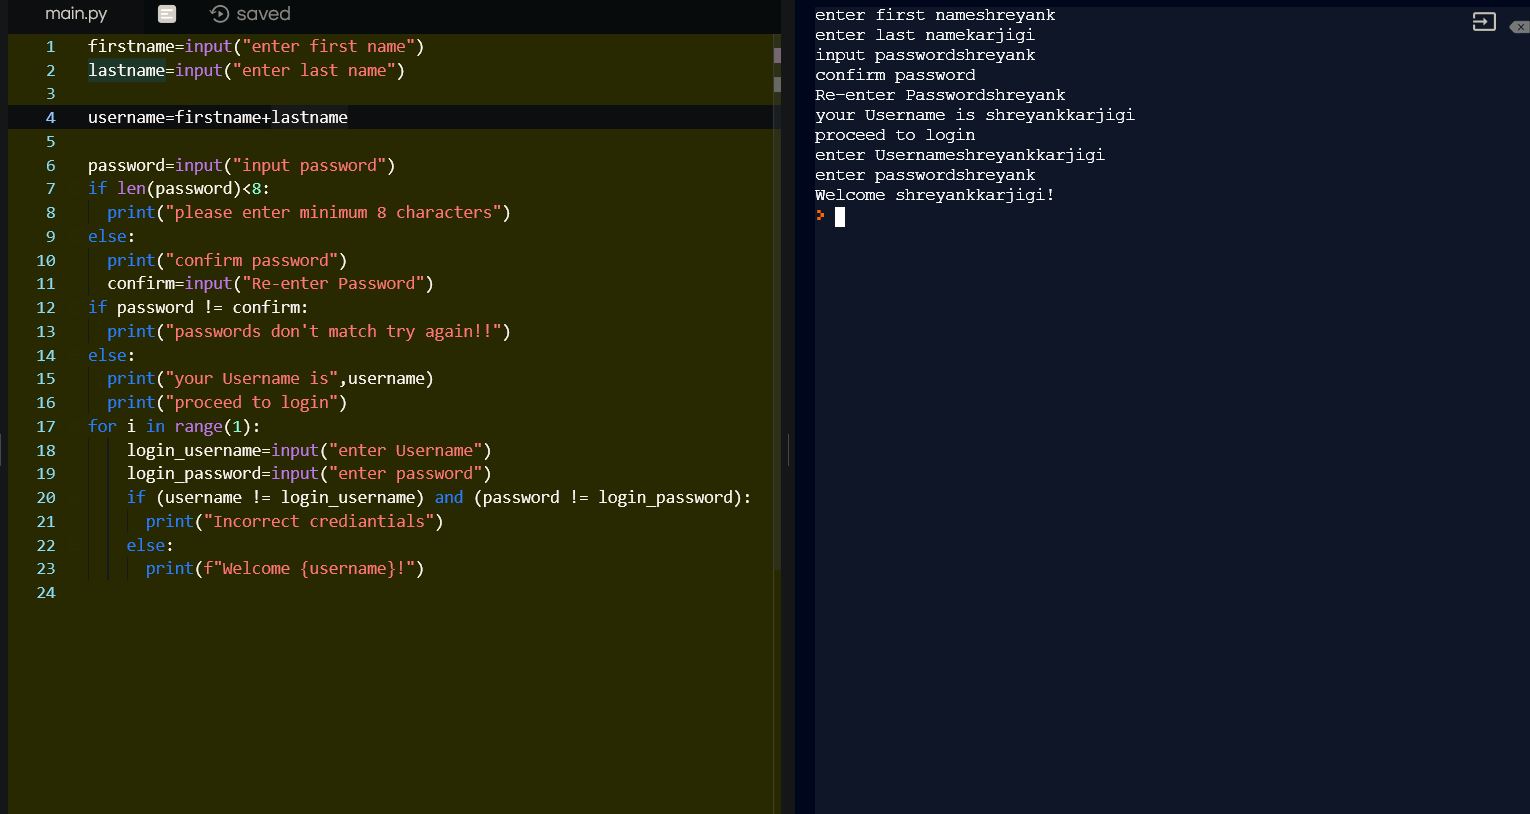 main.py saved
1 firstname=input("enter first name")
2 lastname=input("enter last name")
3
4 username=firstname+lastname
5
6 password=input("input password")
7 if len(password)<8:
8   print("please enter minimum 8 characters")
9 else:
10   print("confirm password")
11   confirm=input("Re-enter Password")
12 if password != confirm:
13   print("passwords don't match try again!!")
14 else:
15   print("your Username is",username)
16   print("proceed to login")
17 for i in range(1):
18     login_username=input("enter Username")
19     login_password=input("enter password")
20     if (username != login_username) and (password != login_password):
21       print("Incorrect crediantials")
22     else:
23       print(f"Welcome {username}!")
24
enter first nameshreyank
enter last namekarjigi
input passwordshreyank
confirm password
Re-enter Passwordshreyank
your Username is shreyankkarjigi
proceed to login
enter Usernameshreyankkarjigi
enter passwordshreyank
Welcome shreyankkarjigi!
>